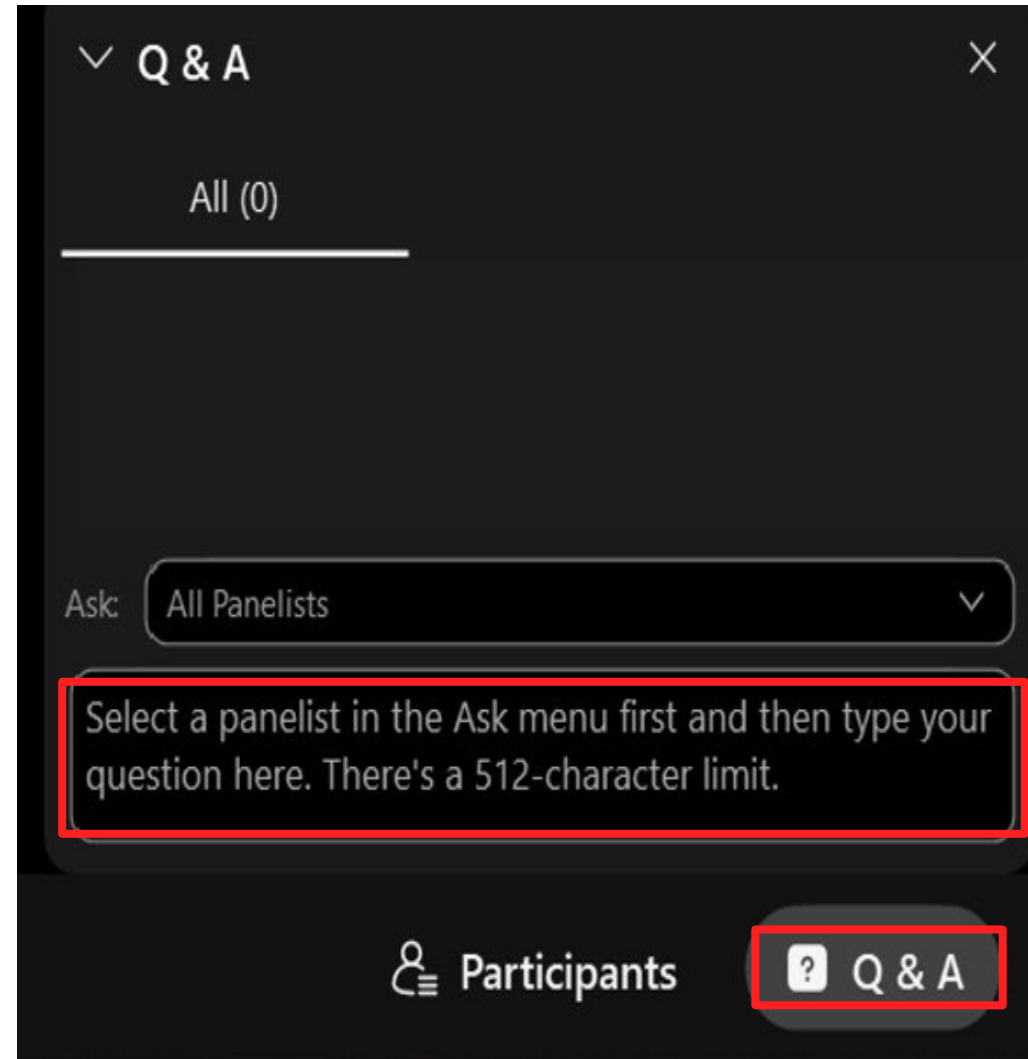 Q & A
All (0)
Ask: All Panelists
Select a panelist in the Ask menu first and then type your
question here. There's a 512-character limit.
Participants ? Q & A